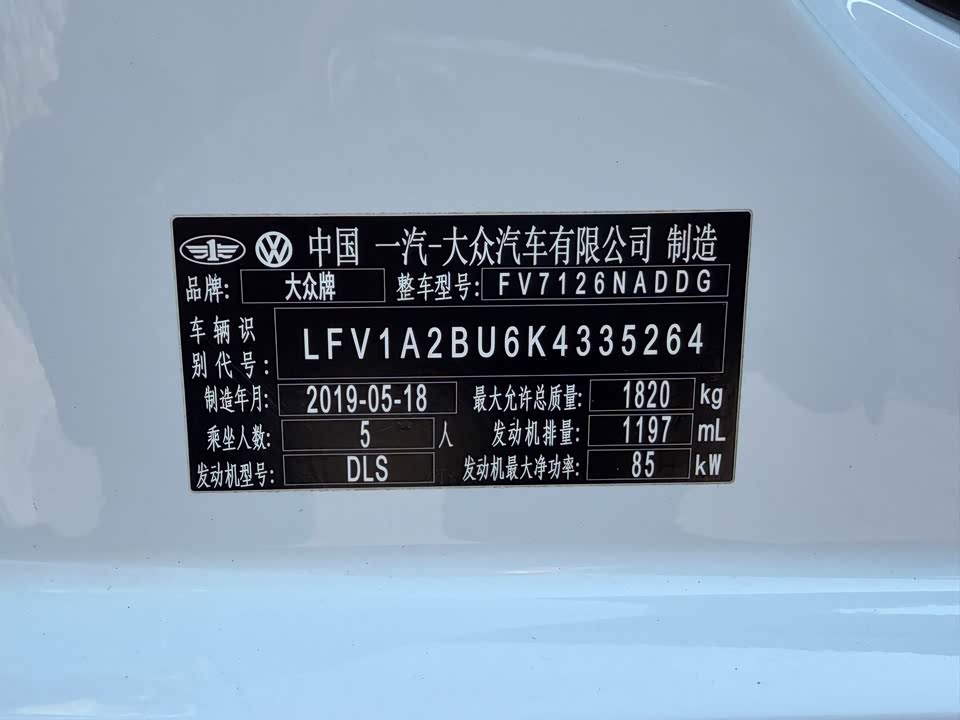 1 中国 一汽-大众汽车有限公司 制造
品牌: 大众牌 整车型号: FV7126NADDG
车辆识别代号: LFV1A2BU6K4335264
制造年月: 2019-05-18 最大允许总质量: 1820 kg
乘坐人数: 5 人 发动机排量: 1197 mL
发动机型号: DLS 发动机最大净功率: 85 kW